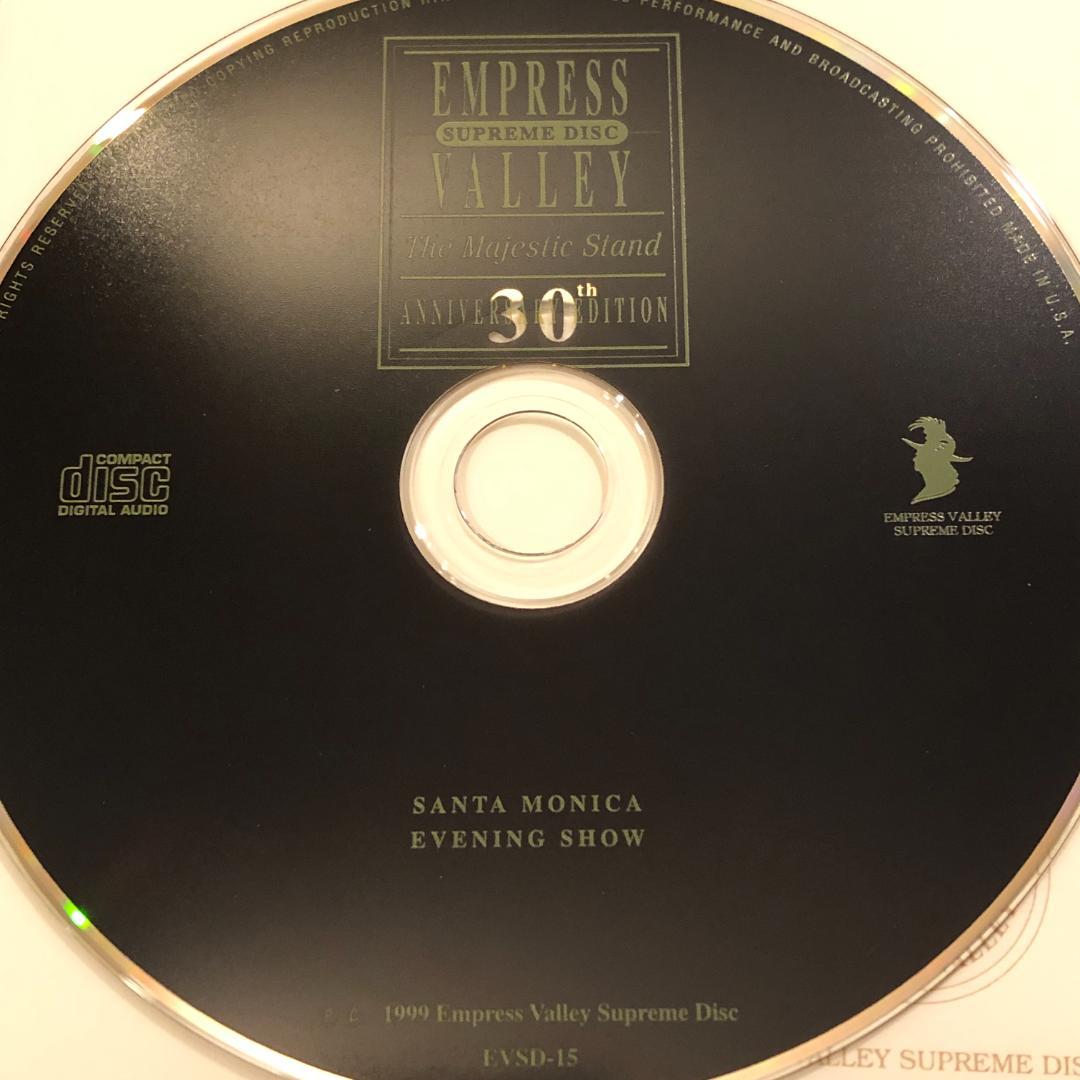 RIGHTS RESERVED
COPYING REPRODUCTION
PERFORMANCE AND BROADCASTING PROHIBITED MADE IN U.S.A.
EMPRESS
SUPREME DISC
VALLEY
The Majestic Stand
ANNIVERSARY EDITION
30th
COMPACT
disc
DIGITAL AUDIO
EMPRESS VALLEY
SUPREME DISC
SANTA MONICA
EVENING SHOW
1999 Empress Valley Supreme Disc
EVSD-15
VALLEY SUPREME